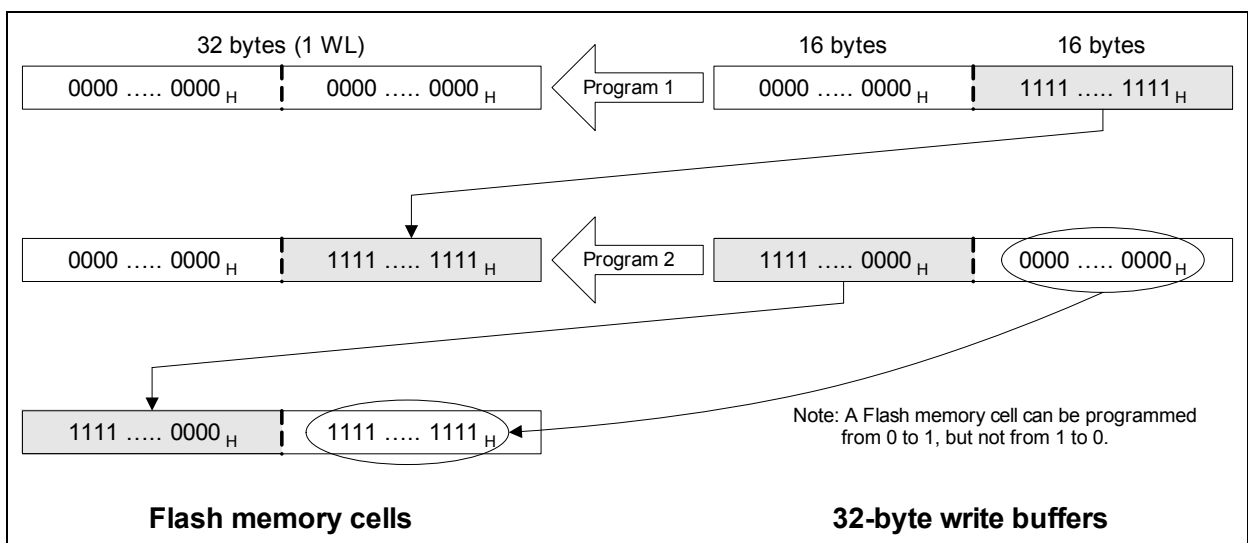 32 bytes (1 WL) 16 bytes 16 bytes
0000 ..... 0000 H 0000 ..... 0000 H Program 1 0000 ..... 0000 H 1111 ..... 1111 H
0000 ..... 0000 H 1111 ..... 1111 H Program 2 1111 ..... 0000 H 0000 ..... 0000 H
1111 ..... 0000 H 1111 ..... 1111 H
Note: A Flash memory cell can be programmed
from 0 to 1, but not from 1 to 0.
Flash memory cells 32-byte write buffers